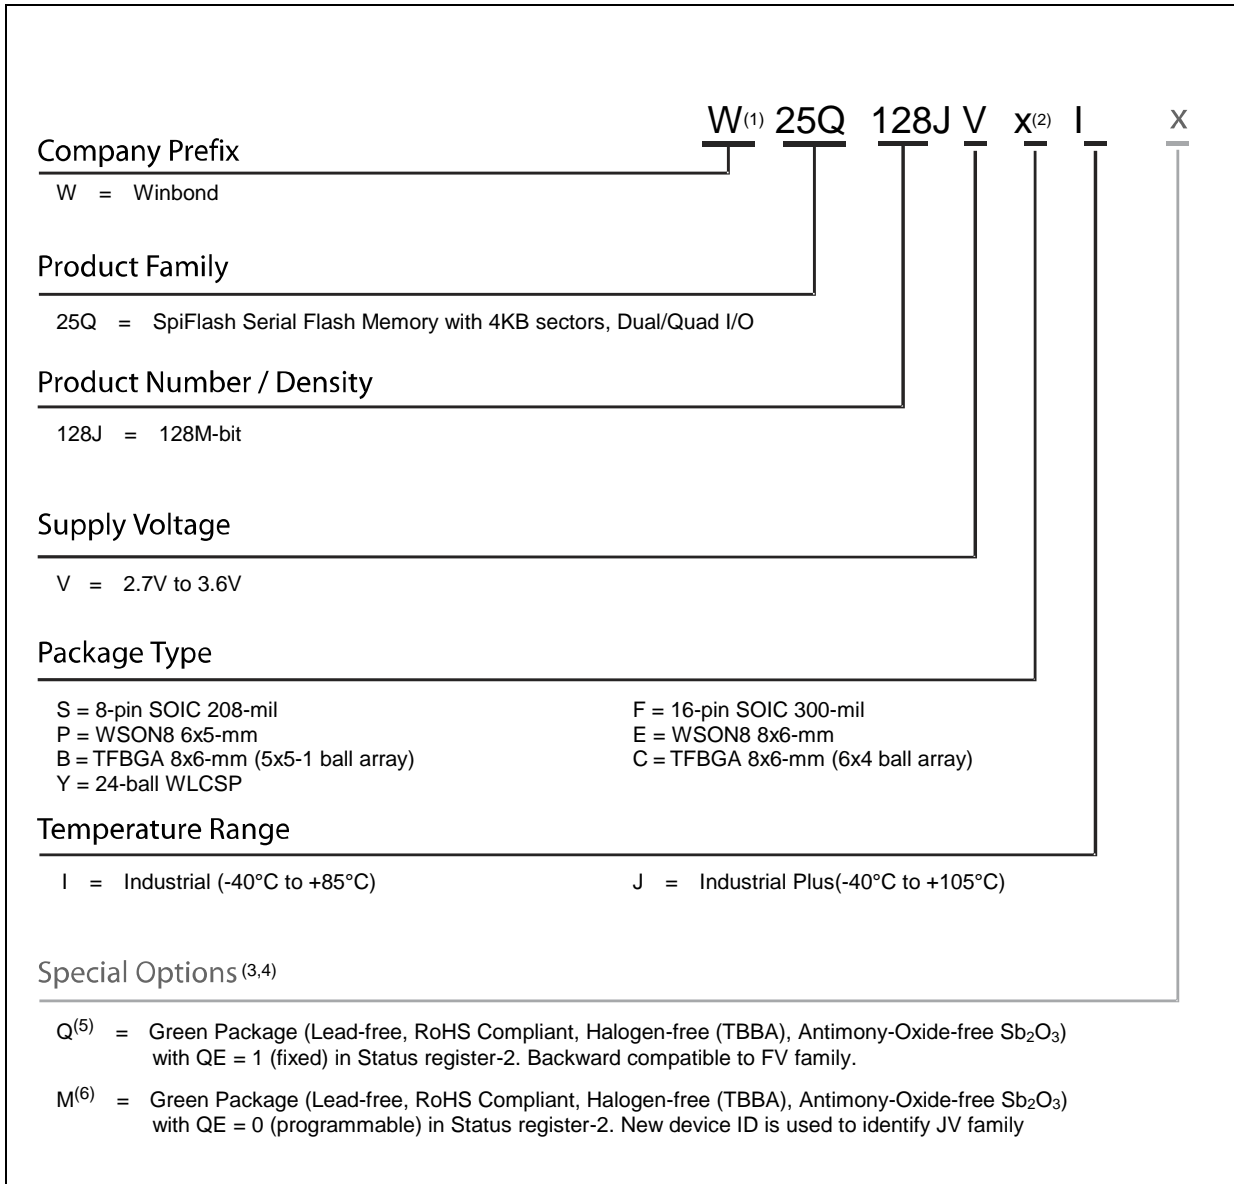 W(1) 25Q 128J V x(2) I x
Company Prefix
W = Winbond
Product Family
25Q = SpiFlash Serial Flash Memory with 4KB sectors, Dual/Quad I/O
Product Number / Density
128J = 128M-bit
Supply Voltage
V = 2.7V to 3.6V
Package Type
S = 8-pin SOIC 208-mil F = 16-pin SOIC 300-mil
P = WSON8 6x5-mm E = WSON8 8x6-mm
B = TFBGA 8x6-mm (5x5-1 ball array) C = TFBGA 8x6-mm (6x4 ball array)
Y = 24-ball WLCSP
Temperature Range
I = Industrial (-40°C to +85°C) J = Industrial Plus(-40°C to +105°C)
Special Options (3,4)
Q(5) = Green Package (Lead-free, RoHS Compliant, Halogen-free (TBBA), Antimony-Oxide-free Sb2O3)
with QE = 1 (fixed) in Status register-2. Backward compatible to FV family.
M(6) = Green Package (Lead-free, RoHS Compliant, Halogen-free (TBBA), Antimony-Oxide-free Sb2O3)
with QE = 0 (programmable) in Status register-2. New device ID is used to identify JV family